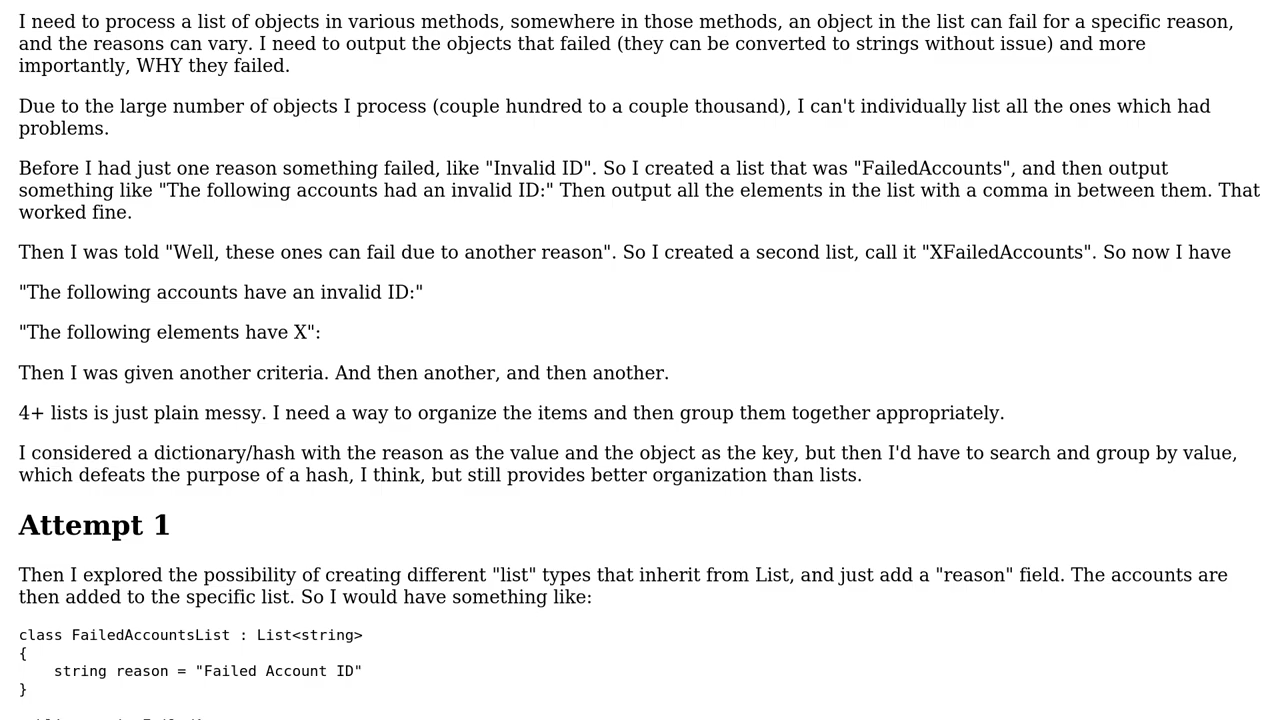 I need to process a list of objects in various methods, somewhere in those methods, an object in the list can fail for a specific reason,
and the reasons can vary. I need to output the objects that failed (they can be converted to strings without issue) and more
importantly, WHY they failed.
Due to the large number of objects I process (couple hundred to a couple thousand), I can't individually list all the ones which had
problems.
Before I had just one reason something failed, like "Invalid ID". So I created a list that was "FailedAccounts", and then output
something like "The following accounts had an invalid ID:" Then output all the elements in the list with a comma in between them. That
worked fine.
Then I was told "Well, these ones can fail due to another reason". So I created a second list, call it "XFailedAccounts". So now I have
"The following accounts have an invalid ID:"
"The following elements have X":
Then I was given another criteria. And then another, and then another.
4+ lists is just plain messy. I need a way to organize the items and then group them together appropriately.
I considered a dictionary/hash with the reason as the value and the object as the key, but then I'd have to search and group by value,
which defeats the purpose of a hash, I think, but still provides better organization than lists.
Attempt 1
Then I explored the possibility of creating different "list" types that inherit from List, and just add a "reason" field. The accounts are
then added to the specific list. So I would have something like:
class FailedAccountsList : List<string>
{
    string reason = "Failed Account ID"
}